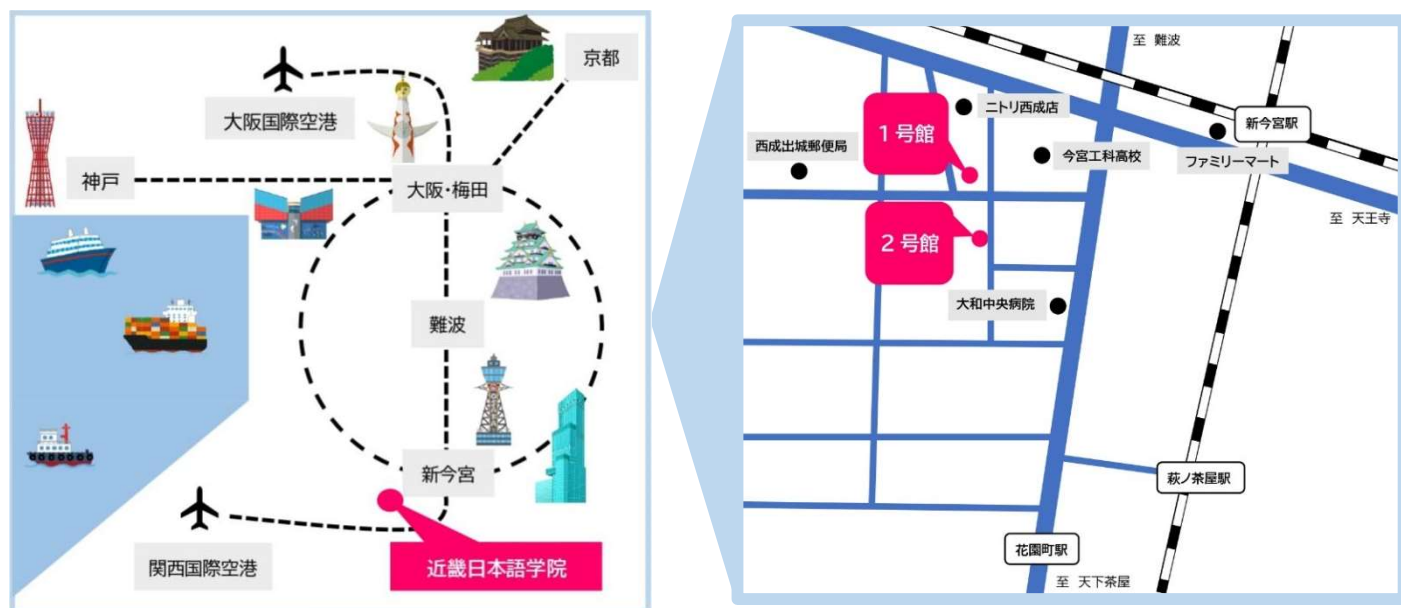 京都
大阪国際空港
神戸
大阪・梅田
難波
新今宮
関西国際空港
近畿日本語学院
至 難波
ニトリ西成店
1号館
新今宮駅
西成出城郵便局
今宮工科高校
ファミリーマート
至 天王寺
2号館
大和中央病院
萩ノ茶屋駅
花園町駅
至 天下茶屋